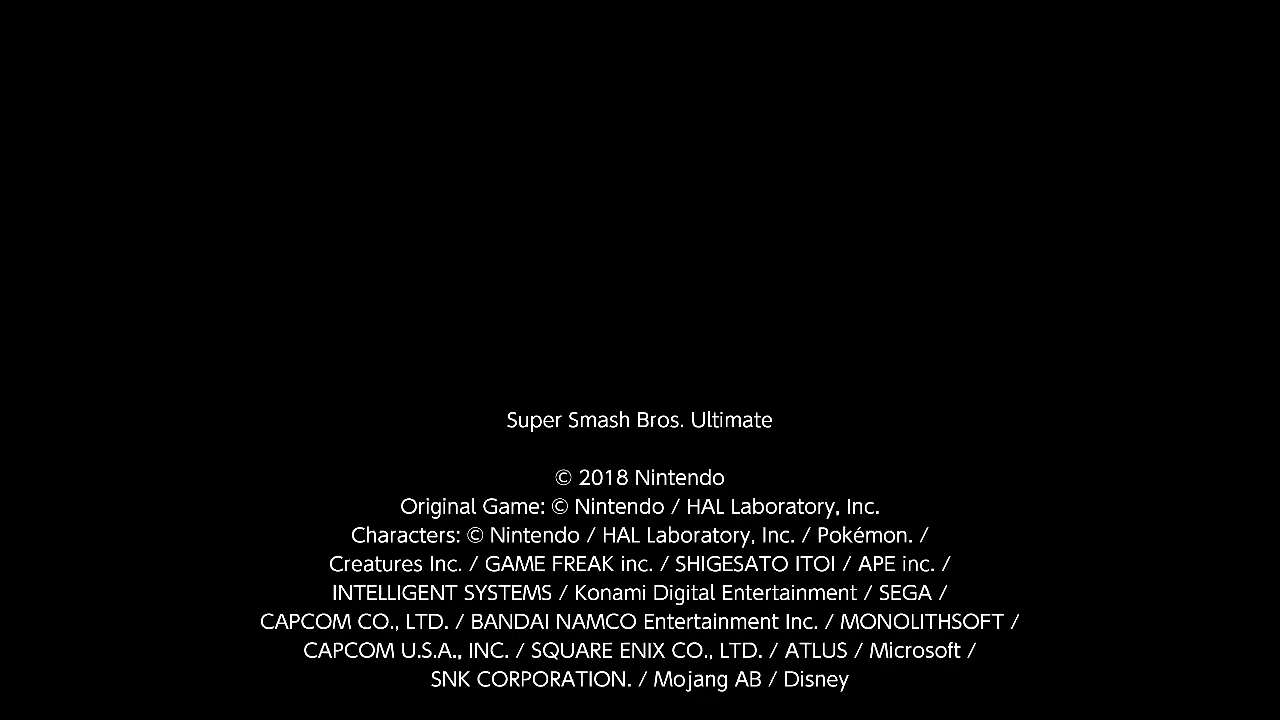 Super Smash Bros. Ultimate
© 2018 Nintendo
Original Game: © Nintendo / HAL Laboratory, Inc.
Characters: © Nintendo / HAL Laboratory, Inc. / Pokémon. /
Creatures Inc. / GAME FREAK inc. / SHIGESATO ITOI / APE inc. /
INTELLIGENT SYSTEMS / Konami Digital Entertainment / SEGA /
CAPCOM CO., LTD. / BANDAI NAMCO Entertainment Inc. / MONOLITHSOFT /
CAPCOM U.S.A., INC. / SQUARE ENIX CO., LTD. / ATLUS / Microsoft /
SNK CORPORATION. / Mojang AB / Disney